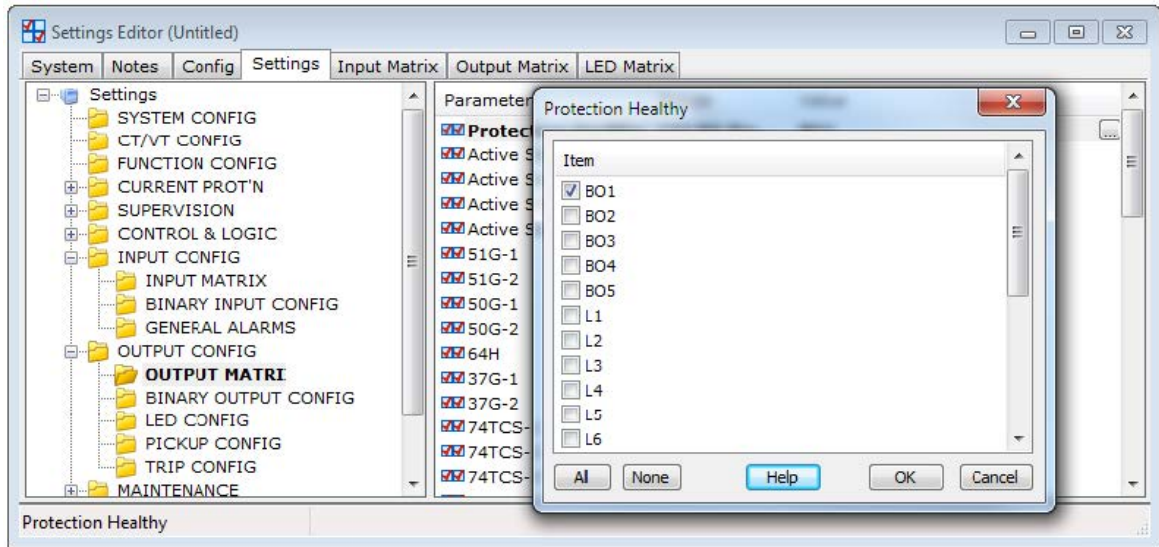 Settings Editor (Untitled)
System Notes Config Settings Input Matrix Output Matrix LED Matrix
Settings
SYSTEM CONFIG
CT/VT CONFIG
FUNCTION CONFIG
CURRENT PROT'N
SUPERVISION
CONTROL & LOGIC
INPUT CONFIG
INPUT MATRIX
BINARY INPUT CONFIG
GENERAL ALARMS
OUTPUT CONFIG
OUTPUT MATRI
BINARY OUTPUT CONFIG
LED CONFIG
PICKUP CONFIG
TRIP CONFIG
MAINTENANCE
Parameter
Protect
Active S
Active S
Active S
Active S
51G-1
51G-2
50G-1
50G-2
64H
37G-1
37G-2
74TCS-
74TCS-
74TCS-
Protection Healthy
Item
BO1
BO2
BO3
BO4
BO5
L1
L2
L3
L4
L5
L6
All None Help OK Cancel
Protection Healthy